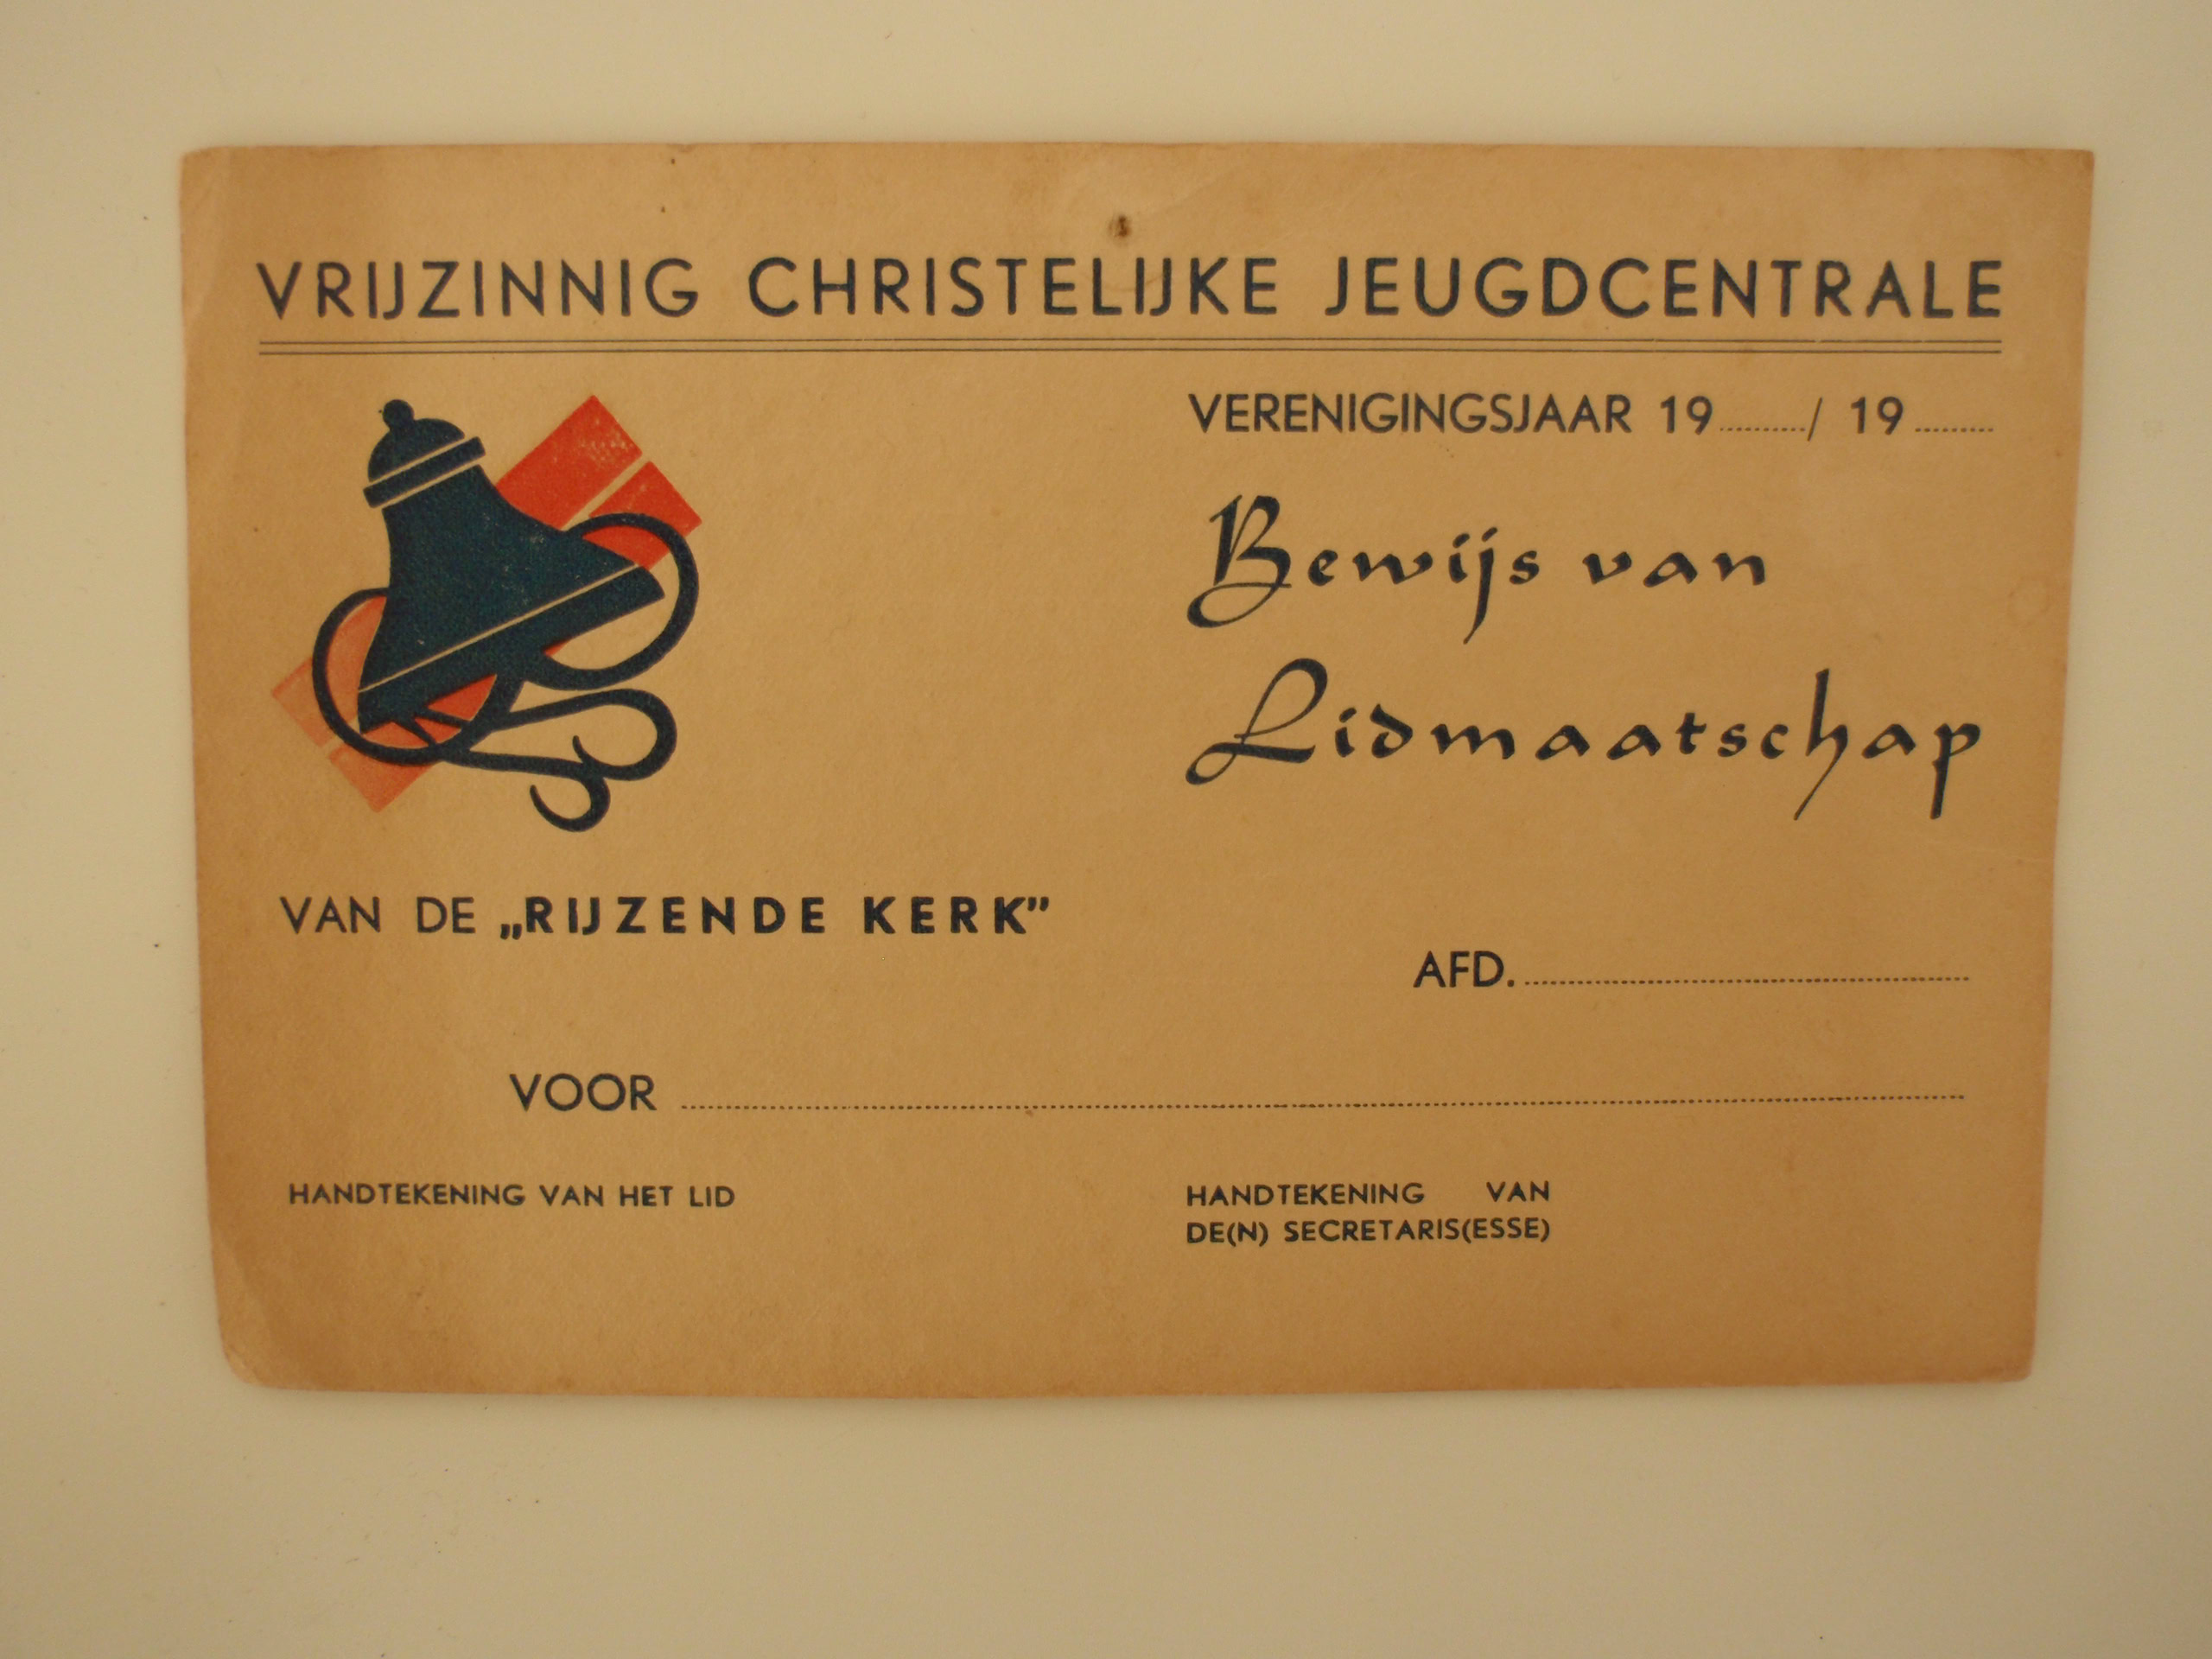 VRIJZINNIG CHRISTELIJKE JEUGDCENTRALE
VERENIGINGSJAAR 19......../ 19........
Bewijs van
Lidmaatschap
VAN DE „RIJZENDE KERK”
AFD.
VOOR
HANDTEKENING VAN HET LID
HANDTEKENING VAN
DE(N) SECRETARIS(ESSE)